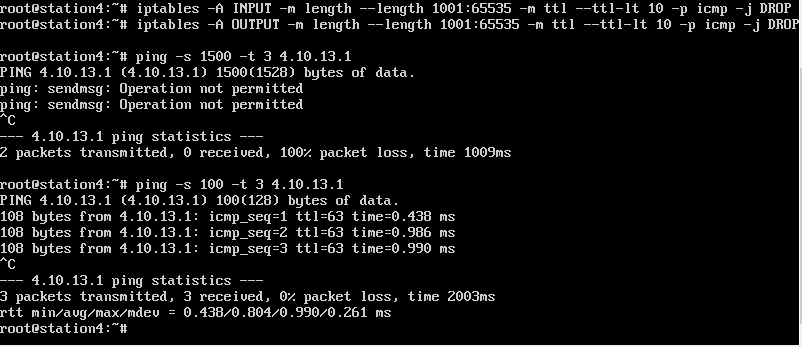 root@station4:~# iptables -A INPUT -m length --length 1001:65535 -m ttl --ttl-lt 10 -p icmp -j DROP
root@station4:~# iptables -A OUTPUT -m length --length 1001:65535 -m ttl --ttl-lt 10 -p icmp -j DROP
root@station4:~# ping -s 1500 -t 3 4.10.13.1
PING 4.10.13.1 (4.10.13.1) 1500(1528) bytes of data.
ping: sendmsg: Operation not permitted
ping: sendmsg: Operation not permitted
^C
--- 4.10.13.1 ping statistics ---
2 packets transmitted, 0 received, 100% packet loss, time 1009ms
root@station4:~# ping -s 100 -t 3 4.10.13.1
PING 4.10.13.1 (4.10.13.1) 100(128) bytes of data.
108 bytes from 4.10.13.1: icmp_seq=1 ttl=63 time=0.438 ms
108 bytes from 4.10.13.1: icmp_seq=2 ttl=63 time=0.986 ms
108 bytes from 4.10.13.1: icmp_seq=3 ttl=63 time=0.990 ms
^C
--- 4.10.13.1 ping statistics ---
3 packets transmitted, 3 received, 0% packet loss, time 2003ms
rtt min/avg/max/mdev = 0.438/0.804/0.990/0.261 ms
root@station4:~#